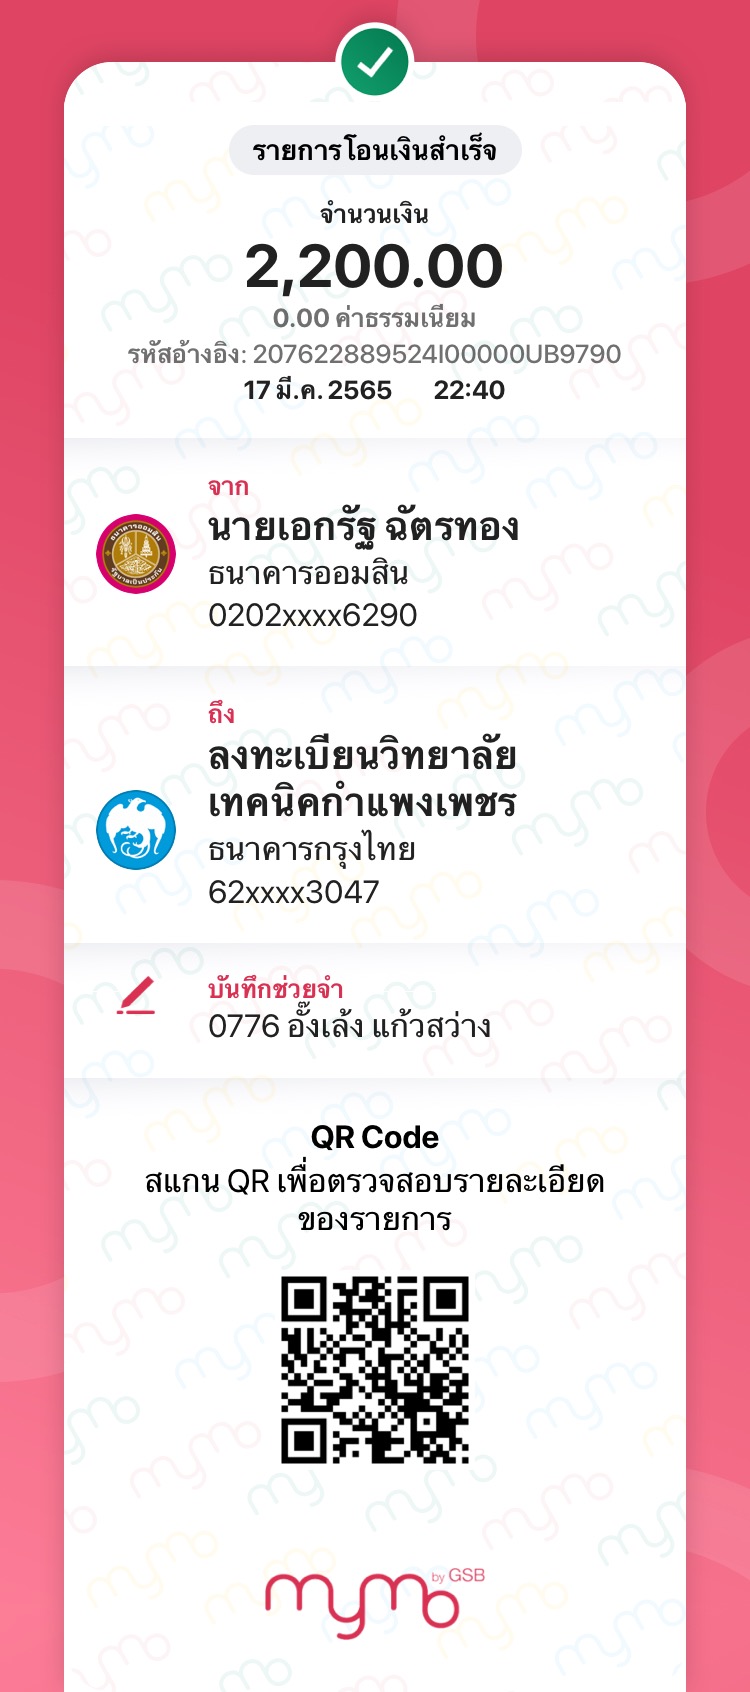 รายการโอนเงินสำเร็จ
จำนวนเงิน
2,200.00
0.00 ค่าธรรมเนียม
รหัสอ้างอิง: 207622889524I00000UB9790
17 มี.ค. 2565 22:40
จาก
นายเอกรัฐ ฉัตรทอง
ธนาคารออมสิน
0202xxxx6290
ถึง
ลงทะเบียนวิทยาลัย
เทคนิคกำแพงเพชร
ธนาคารกรุงไทย
62xxxx3047
บันทึกช่วยจำ
0776 อั๊งเล้ง แก้วสว่าง
QR Code
สแกน QR เพื่อตรวจสอบรายละเอียด
ของรายการ
mymo by GSB